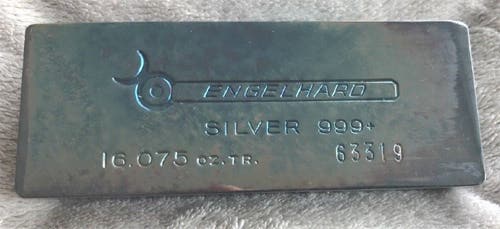 ENGELHARD
SILVER 999+
16.075 OZ.TR. 63319